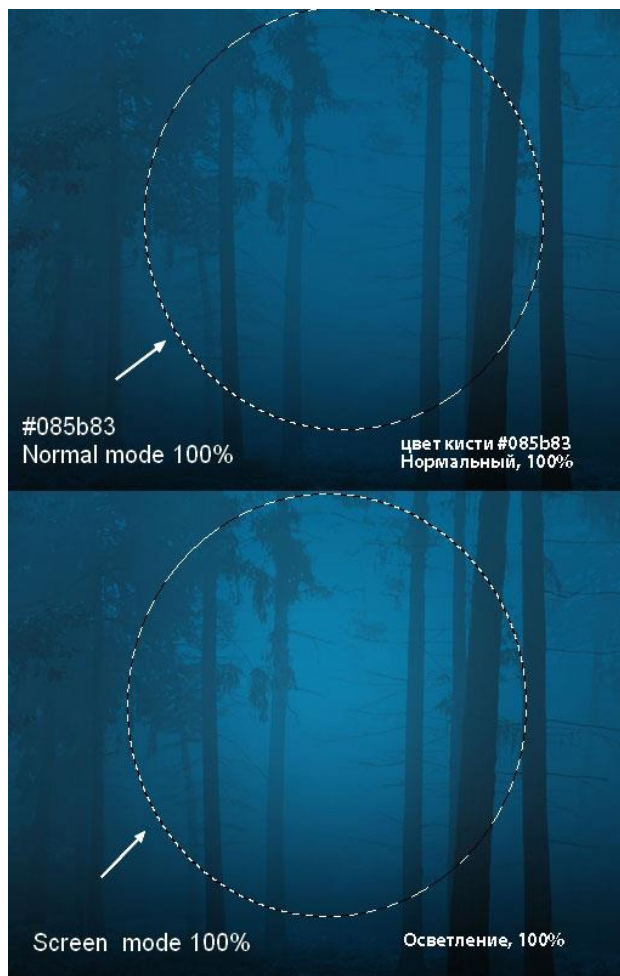 #085b83
Normal mode 100%
цвет кисти #085b83
Нормальный, 100%
Screen mode 100%
Осветление, 100%